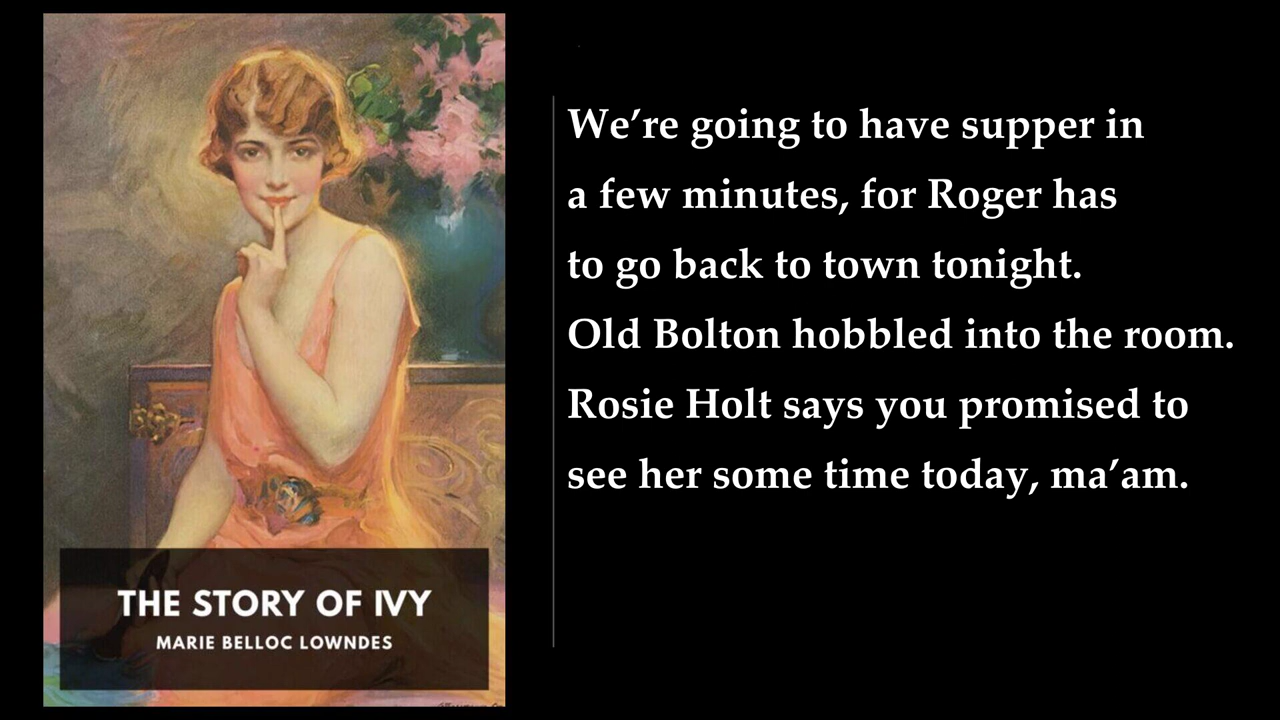 We’re going to have supper in
a few minutes, for Roger has
to go back to town tonight.
Old Bolton hobbled into the room.
Rosie Holt says you promised to
see her some time today, ma’am.
THE STORY OF IVY
MARIE BELLOC LOWNDES